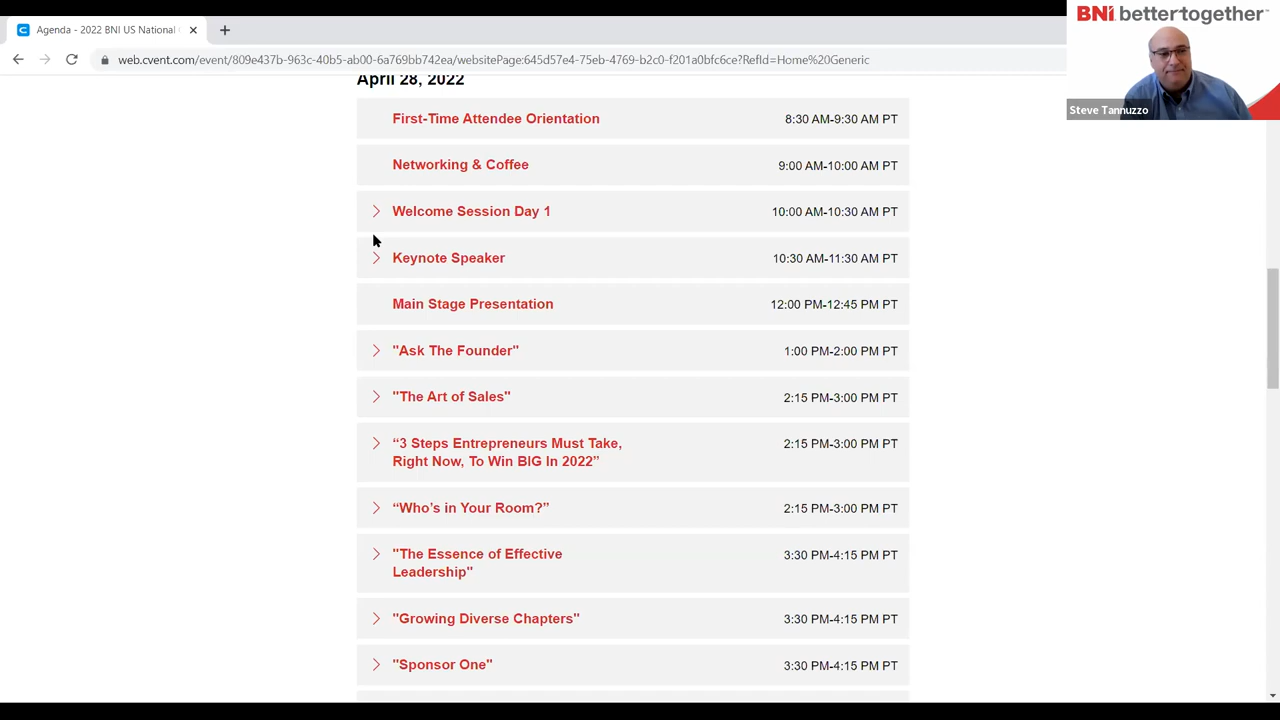 Agenda - 2022 BNI US National
web.cvent.com/event/809e437b-963c-40b5-ab00-6a769bb742ea/websitePage:645d57e4-75eb-4769-b2c0-f201a0bfc6ce?RefId=Home%20Generic
BNI. bettertogether
Steve Tannuzzo
April 28, 2022
First-Time Attendee Orientation 8:30 AM-9:30 AM PT
Networking & Coffee 9:00 AM-10:00 AM PT
Welcome Session Day 1 10:00 AM-10:30 AM PT
Keynote Speaker 10:30 AM-11:30 AM PT
Main Stage Presentation 12:00 PM-12:45 PM PT
"Ask The Founder" 1:00 PM-2:00 PM PT
"The Art of Sales" 2:15 PM-3:00 PM PT
“3 Steps Entrepreneurs Must Take, 2:15 PM-3:00 PM PT
Right Now, To Win BIG In 2022”
“Who’s in Your Room?” 2:15 PM-3:00 PM PT
"The Essence of Effective 3:30 PM-4:15 PM PT
Leadership"
"Growing Diverse Chapters" 3:30 PM-4:15 PM PT
"Sponsor One" 3:30 PM-4:15 PM PT